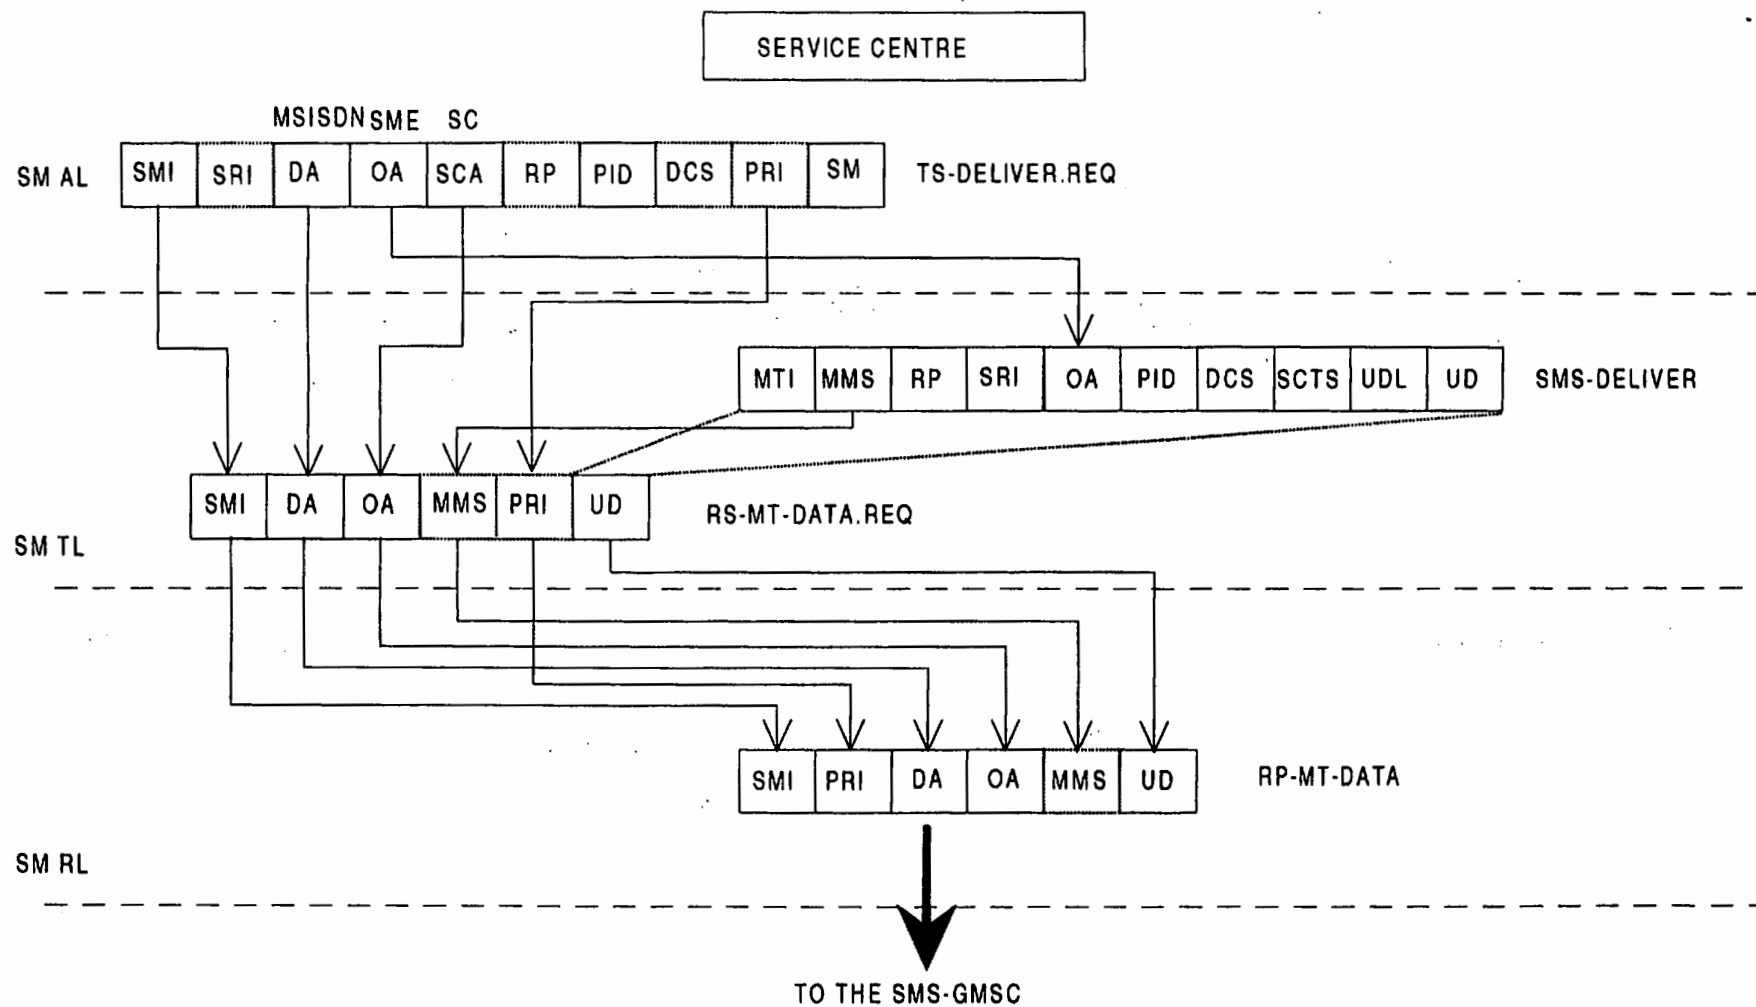 SERVICE CENTRE
MSISDN SME SC
SM AL SMI SRI DA OA SCA RP PID DCS PRI SM TS-DELIVER.REQ
MTI MMS RP SRI OA PID DCS SCTS UDL UD SMS-DELIVER
SMI DA OA MMS PRI UD RS-MT-DATA.REQ
SM TL
SMI PRI DA OA MMS UD RP-MT-DATA
SM RL
TO THE SMS-GMSC